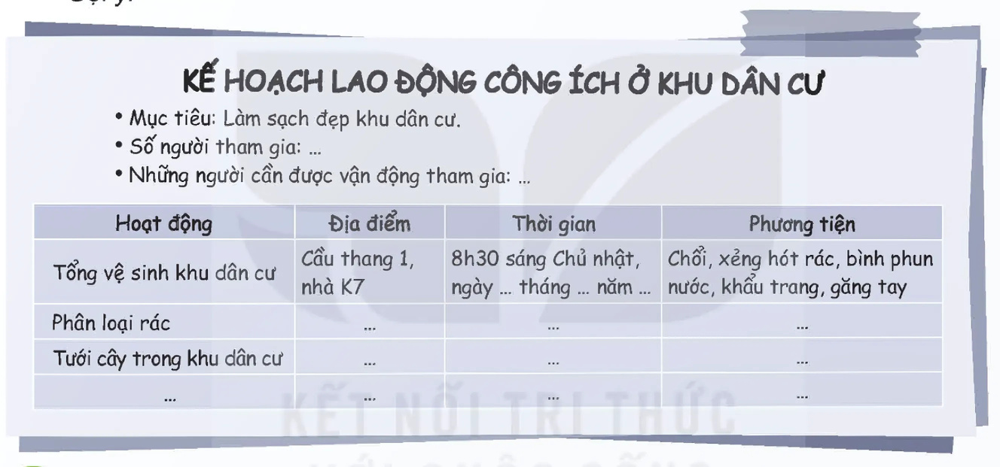 KẾ HOẠCH LAO ĐỘNG CÔNG ÍCH Ở KHU DÂN CƯ
• Mục tiêu: Làm sạch đẹp khu dân cư.
• Số người tham gia: ...
• Những người cần được vận động tham gia: ...
Hoạt động Địa điểm Thời gian Phương tiện
Tổng vệ sinh khu dân cư
Cầu thang 1,
nhà K7
8h30 sáng Chủ nhật,
ngày ... tháng ... năm ...
Chổi, xẻng hót rác, bình phun
nước, khẩu trang, găng tay
Phân loại rác ... ... ...
Tưới cây trong khu dân cư ... ... ...
... ... ... ...
KẾT NỐI TRI THỨC